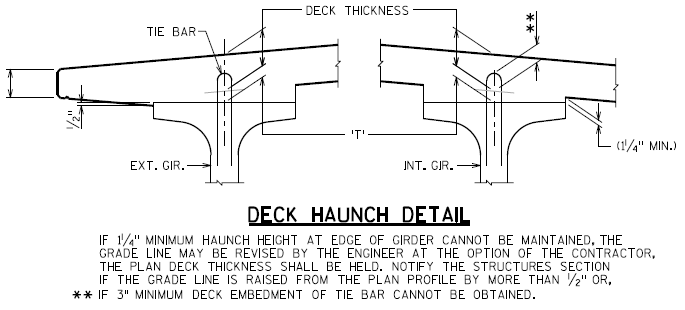 DECK THICKNESS
**
TIE BAR
1/2"
'T'
(1 1/4" MIN.)
EXT. GIR.
INT. GIR.
DECK HAUNCH DETAIL
IF 1 1/4" MINIMUM HAUNCH HEIGHT AT EDGE OF GIRDER CANNOT BE MAINTAINED, THE
GRADE LINE MAY BE REVISED BY THE ENGINEER AT THE OPTION OF THE CONTRACTOR.
THE PLAN DECK THICKNESS SHALL BE HELD. NOTIFY THE STRUCTURES SECTION
IF THE GRADE LINE IS RAISED FROM THE PLAN PROFILE BY MORE THAN 1/2" OR,
** IF 3" MINIMUM DECK EMBEDMENT OF TIE BAR CANNOT BE OBTAINED.